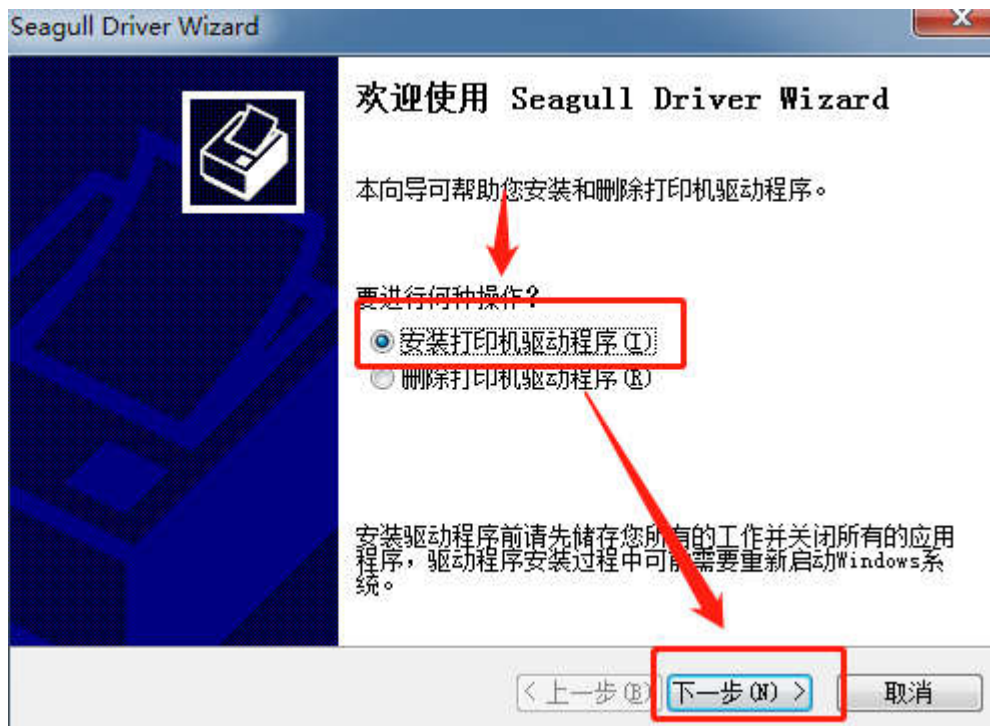 Seagull Driver Wizard
欢迎使用 Seagull Driver Wizard
本向导可帮助您安装和删除打印机驱动程序。
要进行何种操作?
安装打印机驱动程序(I)
删除打印机驱动程序(R)
安装驱动程序前请先储存您所有的工作并关闭所有的应用
程序,驱动程序安装过程中可能需要重新启动Windows系
统。
<上一步(B) 下一步(N) > 取消